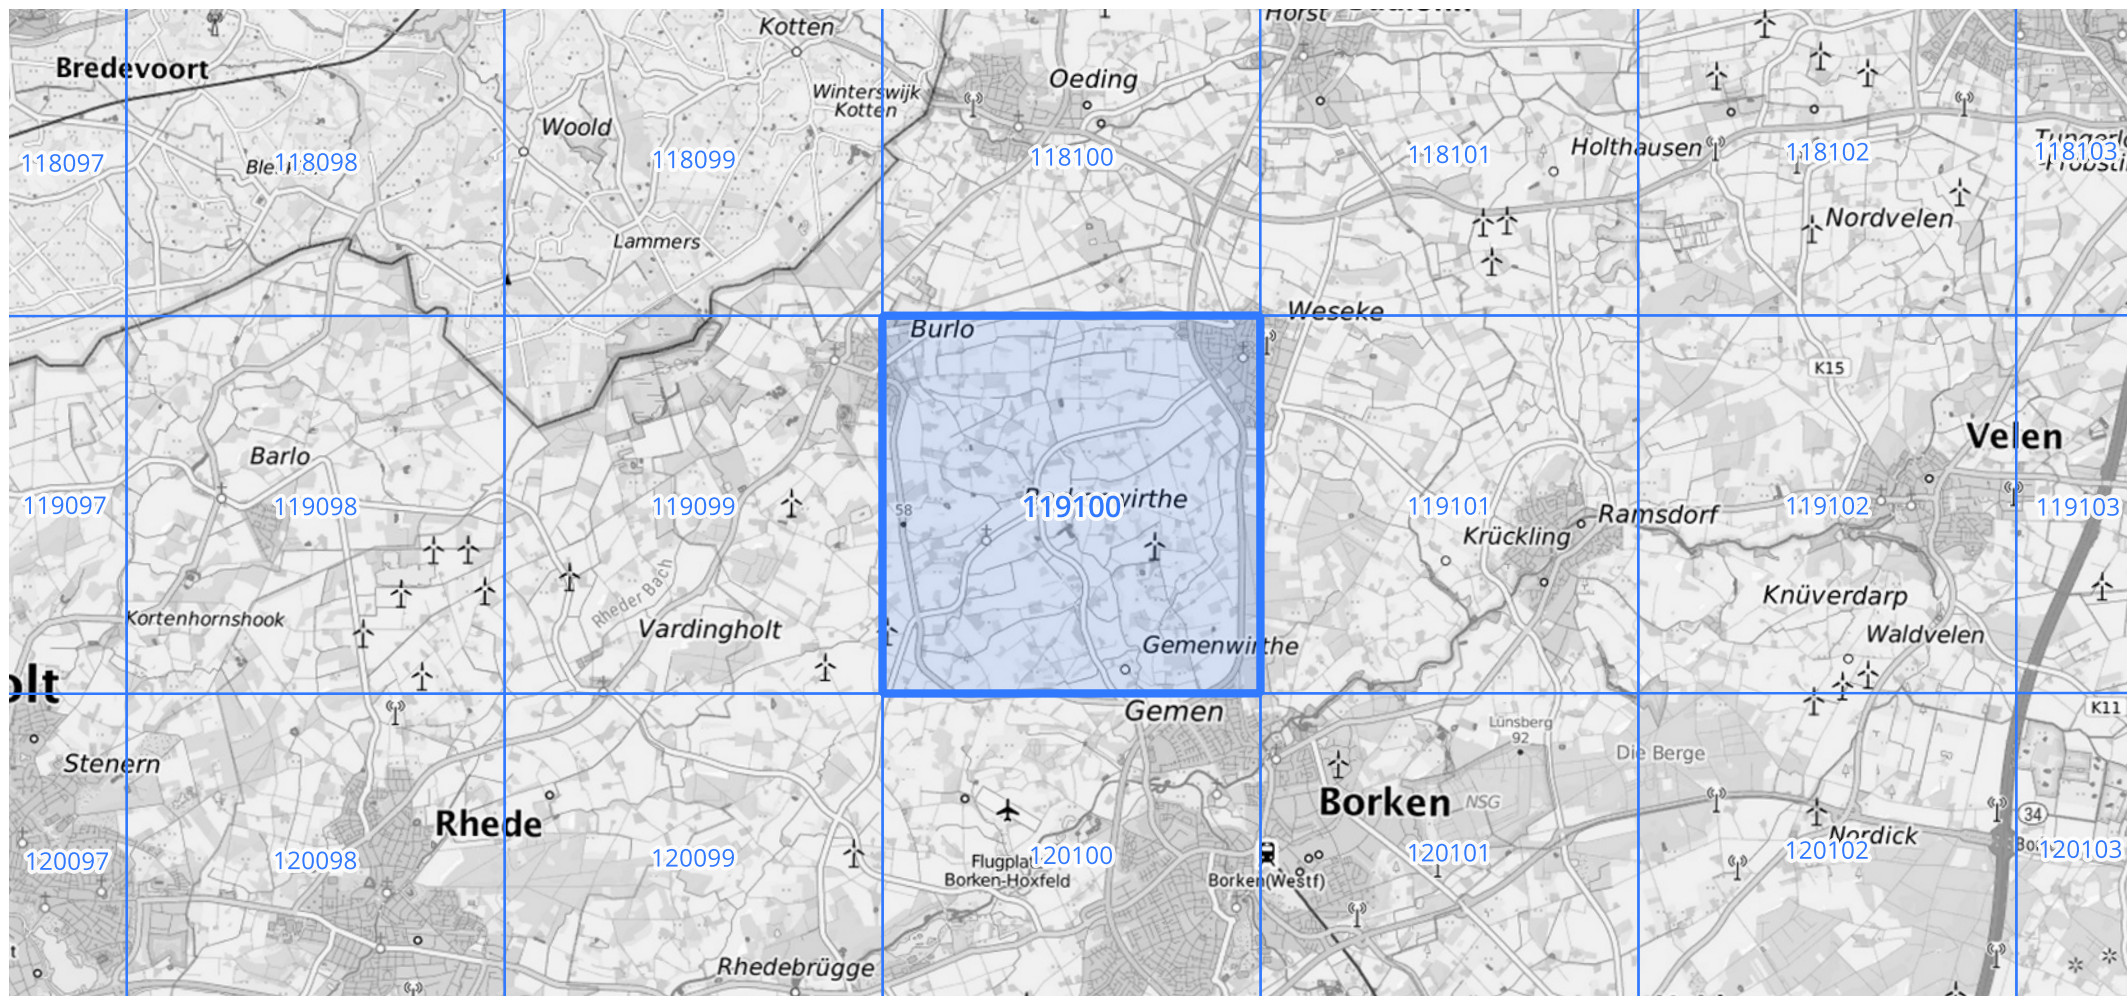 Kotten
Bredevoort
Oeding
Winterswijk
Kotten
Woold
Holthausen
118097
118098
118099
118100
118101
118102
118103
Nordvelen
Lammers
Weseke
Burlo
K15
Velen
Barlo
119097
119098
119099
58
119100
119101
Ramsdorf
119102
119103
Krückling
Rheder Bach
Knüverdarp
Kortenhornshook
Vardingholt
Waldvelen
Gemenwirthe
olt
Gemen
K11
Lünsberg
92
Die Berge
Stenern
Borken
NSG
Rhede
34
Nordick
120097
120098
120099
120100
120101
120102
120103
Borken-Hoxfeld
Borken(Westf)
Rhedebrügge